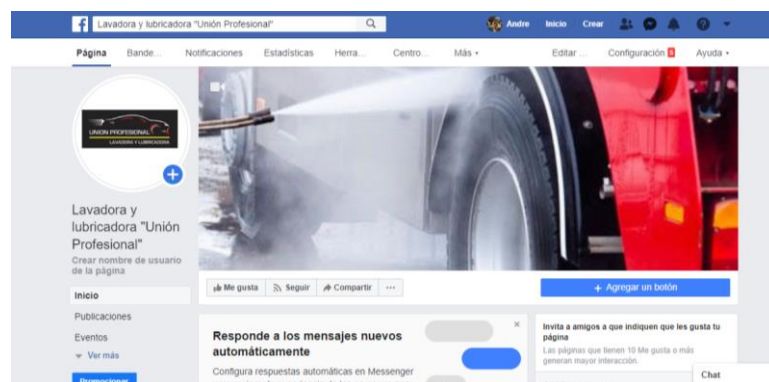 Lavadora y lubricadora "Unión Profesional"
Andre
Inicio
Crear
Página
Bande...
Notificaciones
Estadísticas
Herra...
Centro...
Más
Editar ...
Configuración
Ayuda
UNION PROFESIONAL
LAVADORA Y LUBRICADORA
Lavadora y
lubricadora "Unión
Profesional"
Crear nombre de usuario
de la página
Inicio
Publicaciones
Eventos
Ver más
Promocionar
Me gusta
Seguir
Compartir
...
+ Agregar un botón
Responde a los mensajes nuevos
automáticamente
Configura respuestas automáticas en Messenger
Invita a amigos a que indiquen que les gusta tu
página
Las páginas que tienen 10 Me gusta o más
generan mayor interacción.
Chat